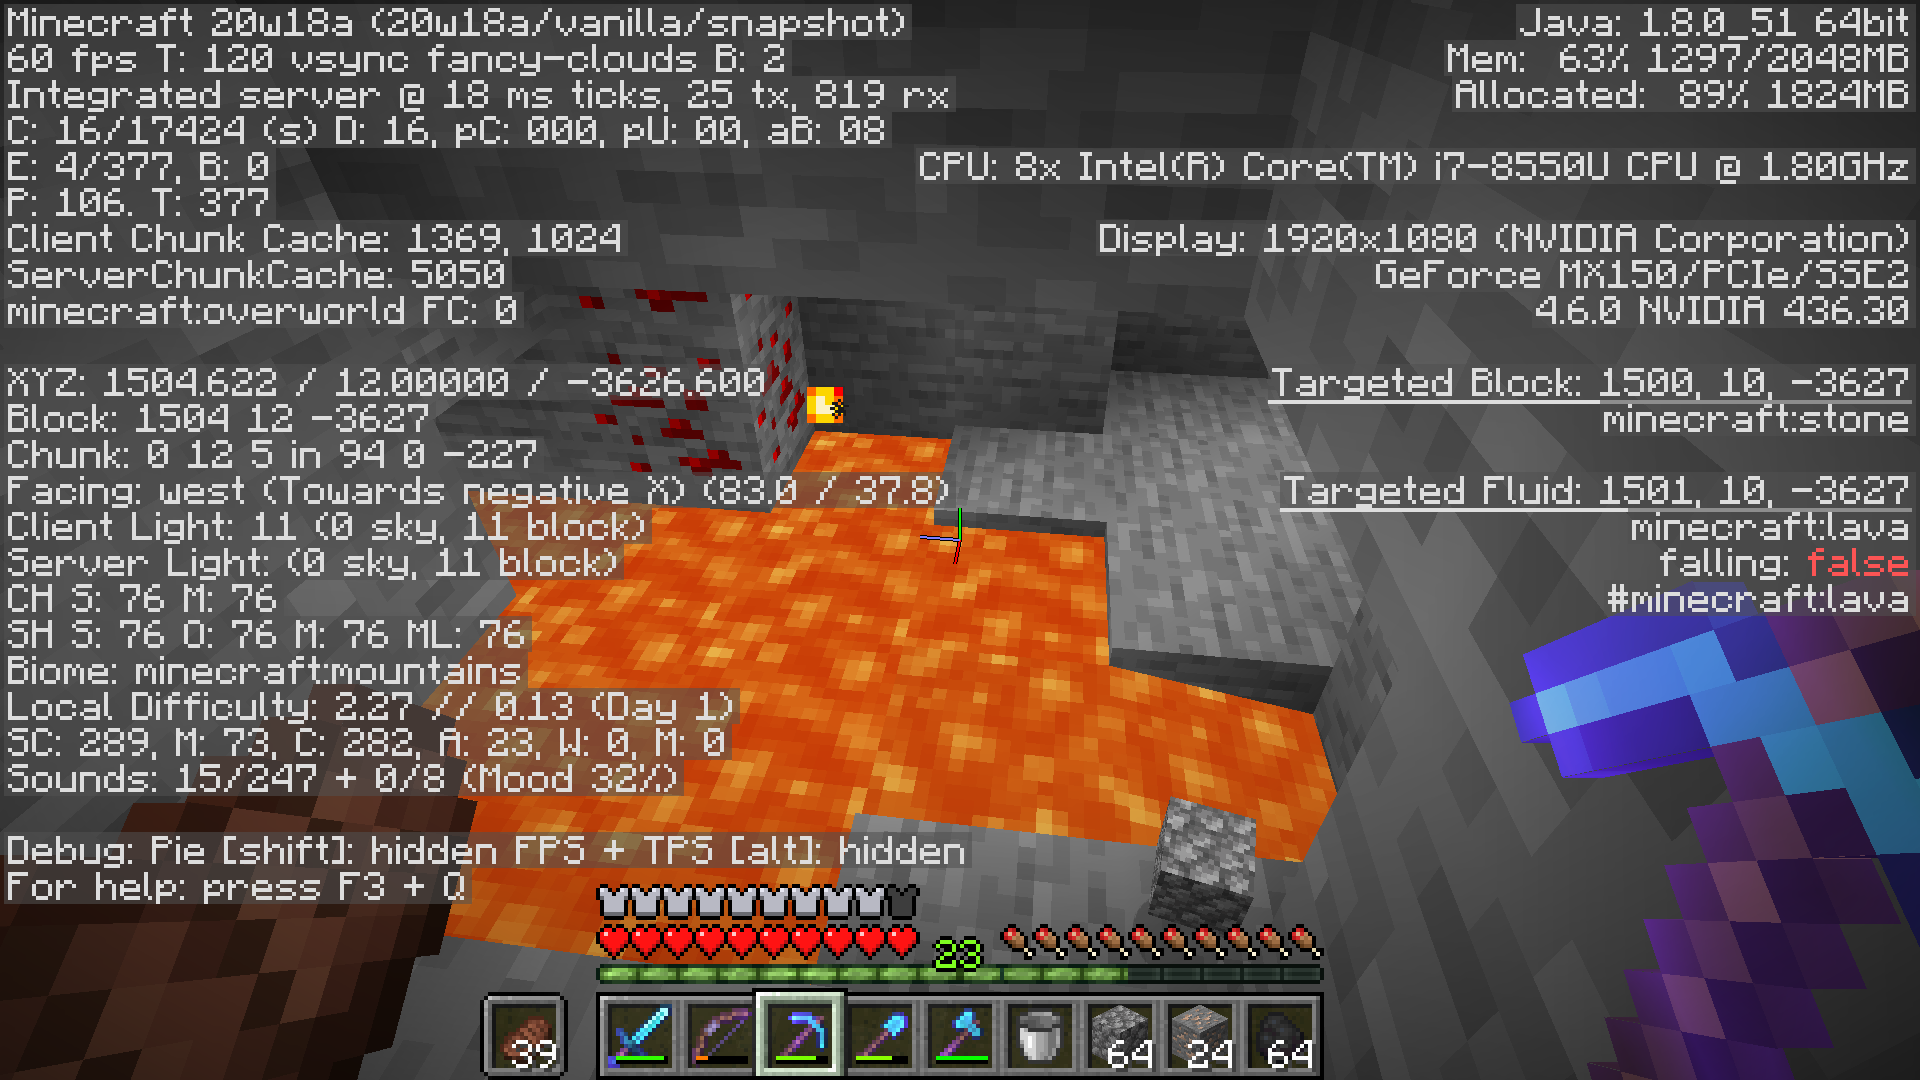 Minecraft 20w18a (20w18a/vanilla/snapshot)
60 fps T: 120 vsync fancy-clouds B: 2
Integrated server @ 18 ms ticks, 25 tx, 819 rx
C: 16/17424 (s) D: 16, pC: 000, pU: 00, aB: 08
E: 4/377, B: 0
P: 106. T: 377
Client Chunk Cache: 1369, 1024
ServerChunkCache: 5050
minecraft:overworld FC: 0
XYZ: 1504.622 / 12.00000 / -3626.600
Block: 1504 12 -3627
Chunk: 0 12 5 in 94 0 -227
Facing: west (Towards negative X) (83.0 / 37.8)
Client Light: 11 (0 sky, 11 block)
Server Light: (0 sky, 11 block)
CH S: 76 M: 76
SH S: 76 O: 76 M: 76 ML: 76
Biome: minecraft:mountains
Local Difficulty: 2.27 // 0.13 (Day 1)
SC: 289, M: 73, C: 282, A: 23, W: 0, M: 0
Sounds: 15/247 + 0/8 (Mood 32%)
Debug: Pie [shift]: hidden FPS + TPS [alt]: hidden
For help: press F3 + Q
Java: 1.8.0_51 64bit
Mem: 63% 1297/2048MB
Allocated: 89% 1824MB
CPU: 8x Intel(R) Core(TM) i7-8550U CPU @ 1.80GHz
Display: 1920x1080 (NVIDIA Corporation)
GeForce MX150/PCIe/SSE2
4.6.0 NVIDIA 436.30
Targeted Block: 1500, 10, -3627
minecraft:stone
Targeted Fluid: 1501, 10, -3627
minecraft:lava
falling: false
#minecraft:lava
23
39
64
24
64